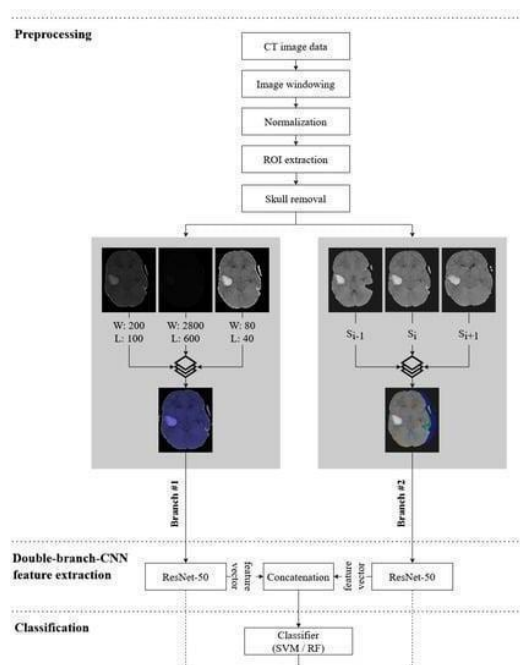 Preprocessing
CT image data
Image windowing
Normalization
ROI extraction
Skull removal
W: 200
L: 100
W: 2800
L: 600
W: 80
L: 40
Si-1
Si
Si+1
Branch #1
Branch #2
Double-branch-CNN
feature extraction
ResNet-50
feature
vector
Concatenation
feature
vector
ResNet-50
Classification
Classifier
(SVM / RF)